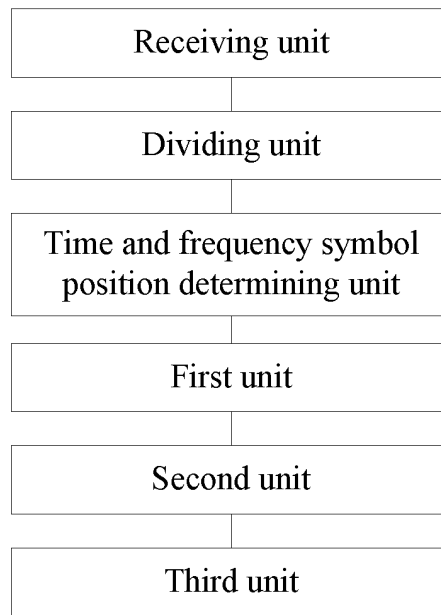 Receiving unit
Dividing unit
Time and frequency symbol
position determining unit
First unit
Second unit
Third unit